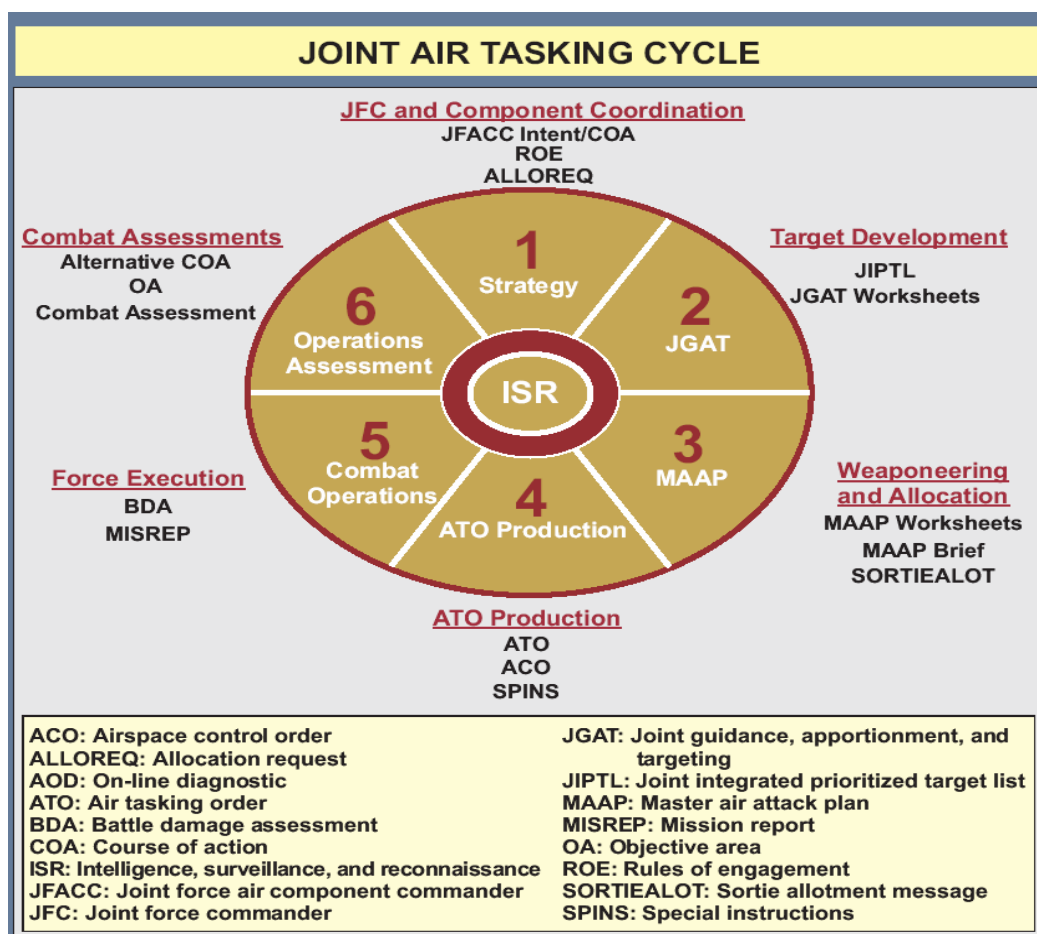 JOINT AIR TASKING CYCLE
JFC and Component Coordination
JFACC Intent/COA
ROE
ALLOREQ
Combat Assessments
Alternative COA
OA
Combat Assessment
Target Development
JIPTL
JGAT Worksheets
1
Strategy
2
JGAT
3
MAAP
4
ATO Production
5
Combat
Operations
6
Operations
Assessment
ISR
Force Execution
BDA
MISREP
Weaponeering
and Allocation
MAAP Worksheets
MAAP Brief
SORTIEALOT
ATO Production
ATO
ACO
SPINS
ACO: Airspace control order
ALLOREQ: Allocation request
AOD: On-line diagnostic
ATO: Air tasking order
BDA: Battle damage assessment
COA: Course of action
ISR: Intelligence, surveillance, and reconnaissance
JFACC: Joint force air component commander
JFC: Joint force commander
JGAT: Joint guidance, apportionment, and
targeting
JIPTL: Joint integrated prioritized target list
MAAP: Master air attack plan
MISREP: Mission report
OA: Objective area
ROE: Rules of engagement
SORTIEALOT: Sortie allotment message
SPINS: Special instructions